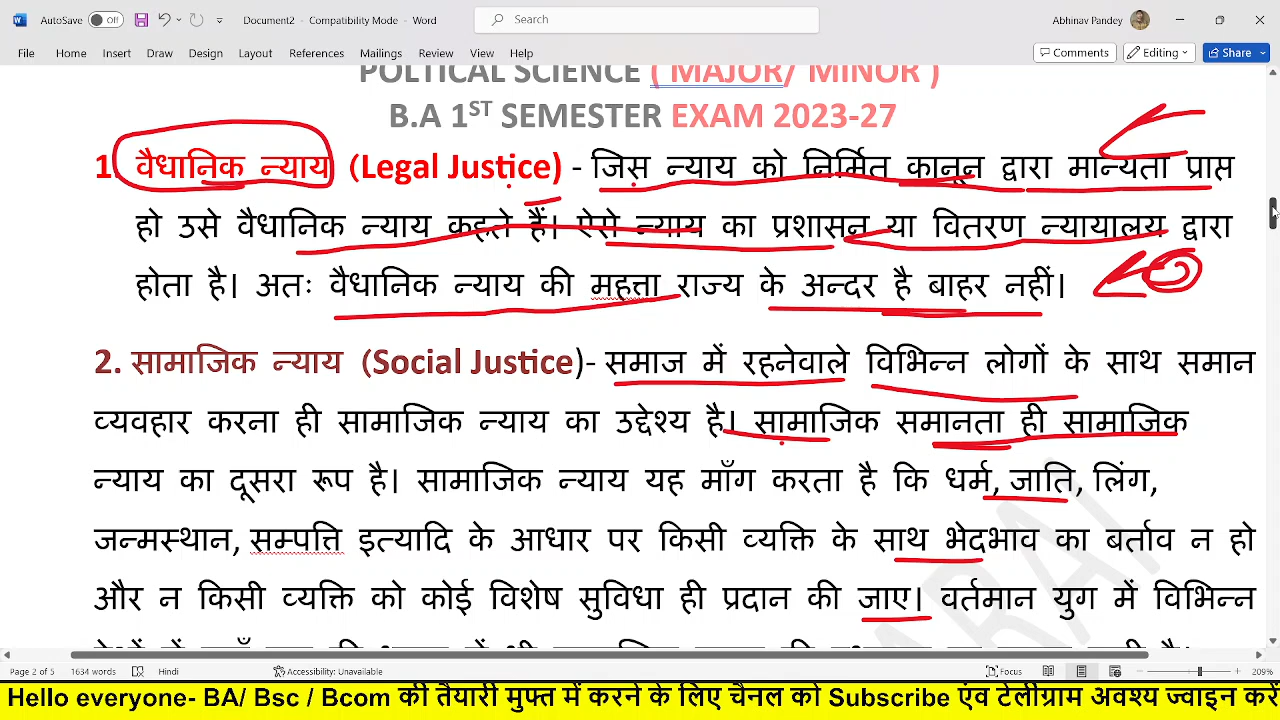 AutoSave Off Document2 - Compatibility Mode - Word Search Abhinav Pandey
File Home Insert Draw Design Layout References Mailings Review View Help Comments Editing Share
POLTICAL SCIENCE ( MAJOR/ MINOR )
B.A 1ST SEMESTER EXAM 2023-27
1. वैधानिक न्याय (Legal Justice) - जिस न्याय को निर्मित कानून द्वारा मान्यता प्राप्त
हो उसे वैधानिक न्याय कहते हैं। ऐसे न्याय का प्रशासन या वितरण न्यायालय द्वारा
होता है। अतः वैधानिक न्याय की महत्ता राज्य के अन्दर है बाहर नहीं।
2. सामाजिक न्याय (Social Justice)- समाज में रहनेवाले विभिन्न लोगों के साथ समान
व्यवहार करना ही सामाजिक न्याय का उद्देश्य है। सामाजिक समानता ही सामाजिक
न्याय का दूसरा रूप है। सामाजिक न्याय यह माँग करता है कि धर्म, जाति, लिंग,
जन्मस्थान, सम्पत्ति इत्यादि के आधार पर किसी व्यक्ति के साथ भेदभाव का बर्ताव न हो
और न किसी व्यक्ति को कोई विशेष सुविधा ही प्रदान की जाए। वर्तमान युग में विभिन्न
Page 2 of 5 1634 words Hindi Accessibility: Unavailable Focus 209%
Hello everyone- BA/ Bsc / Bcom की तैयारी मुफ्त में करने के लिए चैनल को Subscribe एंव टेलीग्राम अवश्य ज्वाइन करें